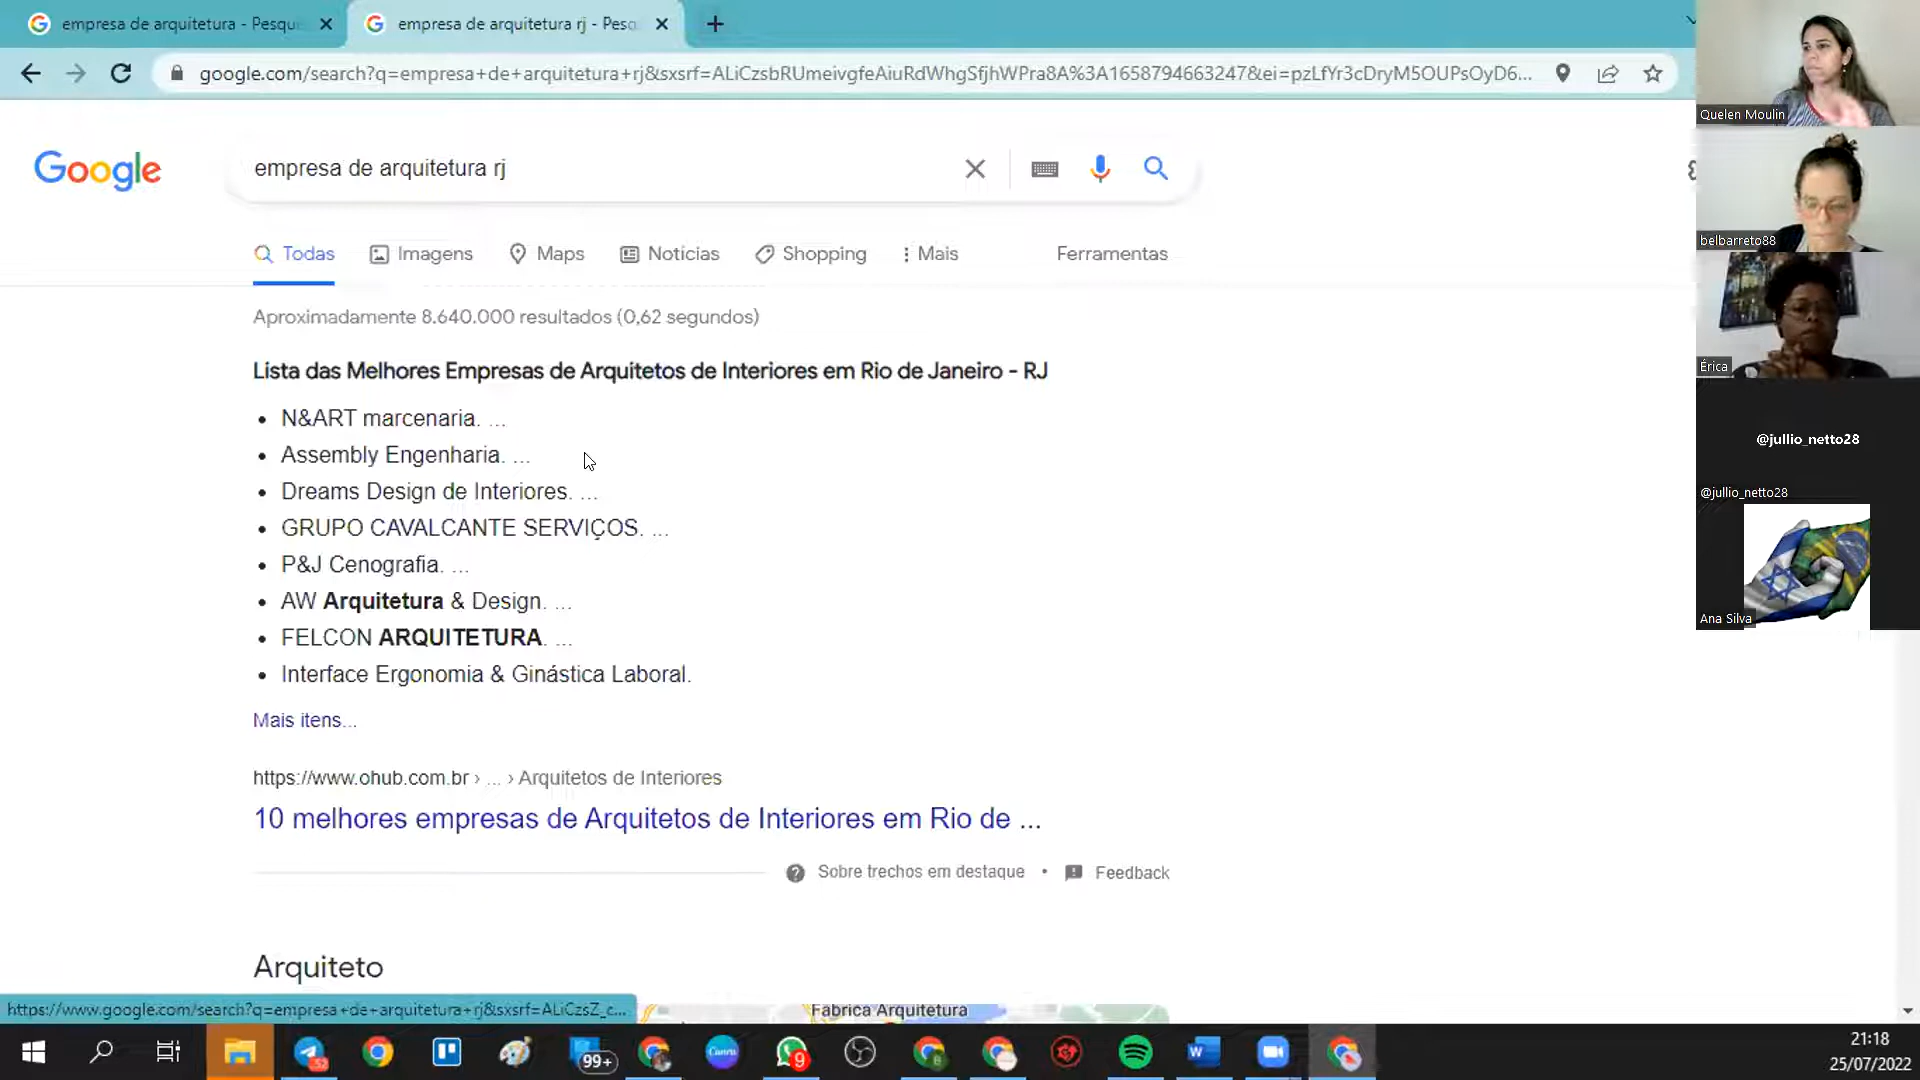 empresa de arquitetura - Pesqu
empresa de arquitetura rj - Pesq
google.com/search?q=empresa+de+arquitetura+rj&sxsrf=ALiCzsbRUmeivgfeAiuRdWhgSfjhWPra8A%3A1658794663247&ei=pzLfYr3cDryM5OUPsOyD6...
Google
empresa de arquitetura rj
Todas
Imagens
Maps
Notícias
Shopping
Mais
Ferramentas
Aproximadamente 8.640.000 resultados (0,62 segundos)
Lista das Melhores Empresas de Arquitetos de Interiores em Rio de Janeiro - RJ
N&ART marcenaria. ...
Assembly Engenharia. ...
Dreams Design de Interiores. ...
GRUPO CAVALCANTE SERVIÇOS. ...
P&J Cenografia. ...
AW Arquitetura & Design. ...
FELCON ARQUITETURA. ...
Interface Ergonomia & Ginástica Laboral.
Mais itens...
https://www.ohub.com.br › ... › Arquitetos de Interiores
10 melhores empresas de Arquitetos de Interiores em Rio de ...
Sobre trechos em destaque • Feedback
Arquiteto
Fábrica Arquitetura
https://www.google.com/search?q=empresa+de+arquitetura+rj&sxsrf=ALiCzsZ_c...
Quelen Moulin
belbarreto88
Érica
@jullio_netto28
@jullio_netto28
Ana Silva
99+
Canva
9
21:18
25/07/2022